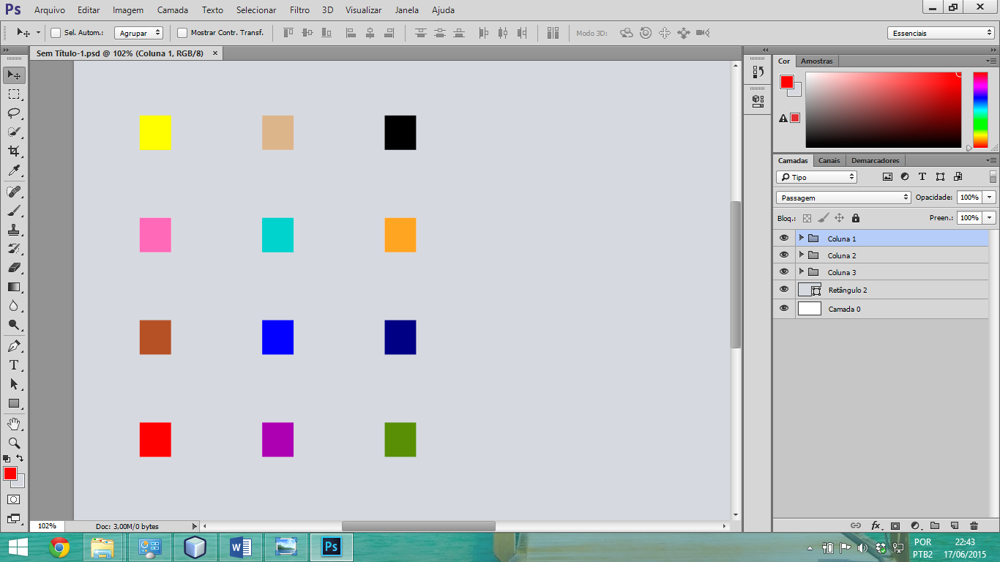 Ps Arquivo Editar Imagem Camada Texto Selecionar Filtro 3D Visualizar Janela Ajuda
Sel. Autom.: Agrupar Mostrar Contr. Transf. Modo 3D: Essenciais
Sem Título-1.psd @ 102% (Coluna 1, RGB/8) ×
Cor Amostras
Camadas Canais Demarcadores
Tipo T
Passagem Opacidade: 100%
Bloq.: Preen.: 100%
Coluna 1
Coluna 2
Coluna 3
Retângulo 2
Camada 0
T
102% Doc: 3,00M/0 bytes
fx
W Ps
POR 22:43
PTB2 17/06/2015